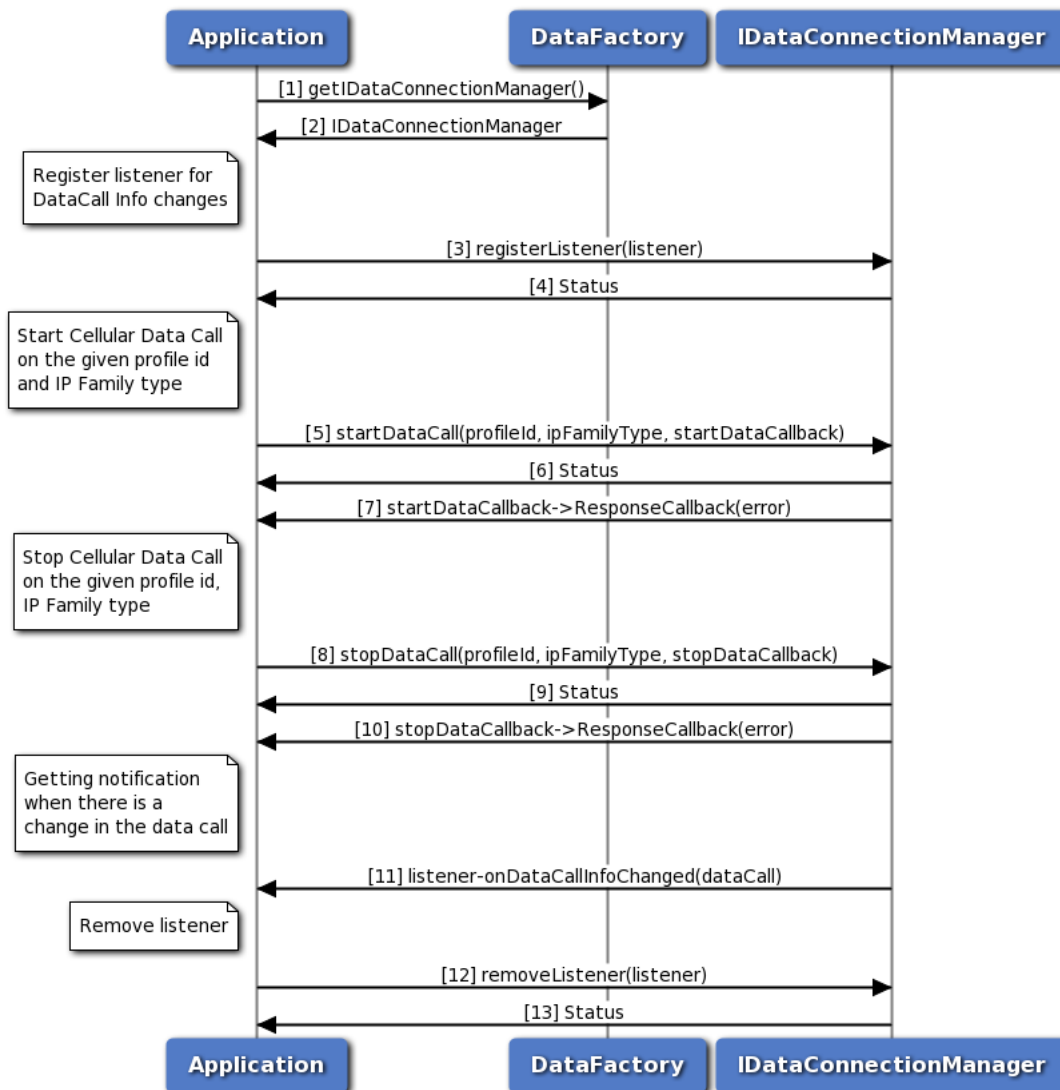 Application
DataFactory
IDataConnectionManager
[1] getIDataConnectionManager()
[2] IDataConnectionManager
Register listener for
DataCall Info changes
[3] registerListener(listener)
[4] Status
Start Cellular Data Call
on the given profile id
and IP Family type
[5] startDataCall(profileId, ipFamilyType, startDataCallback)
[6] Status
[7] startDataCallback->ResponseCallback(error)
Stop Cellular Data Call
on the given profile id,
IP Family type
[8] stopDataCall(profileId, ipFamilyType, stopDataCallback)
[9] Status
[10] stopDataCallback->ResponseCallback(error)
Getting notification
when there is a
change in the data call
[11] listener-onDataCallInfoChanged(dataCall)
Remove listener
[12] removeListener(listener)
[13] Status
Application
DataFactory
IDataConnectionManager